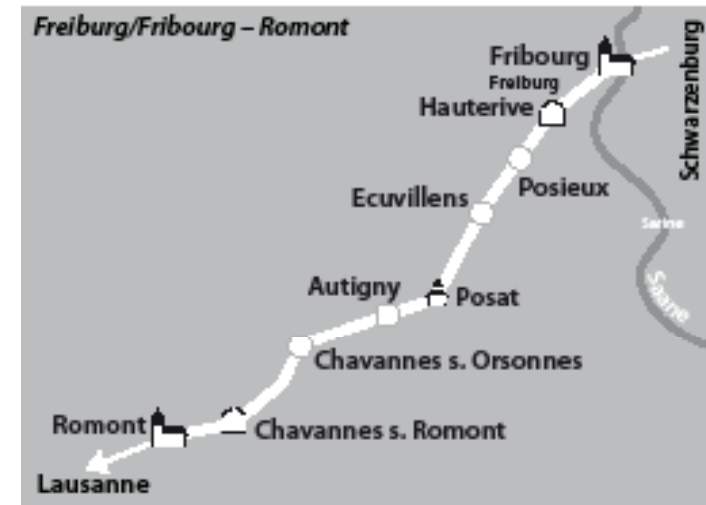 Freiburg/Fribourg – Romont
Fribourg
Freiburg
Schwarzenburg
Hauterive
Posieux
Ecuvillens
Sarine
Saane
Autigny
Posat
Chavannes s. Orsonnes
Romont
Chavannes s. Romont
Lausanne